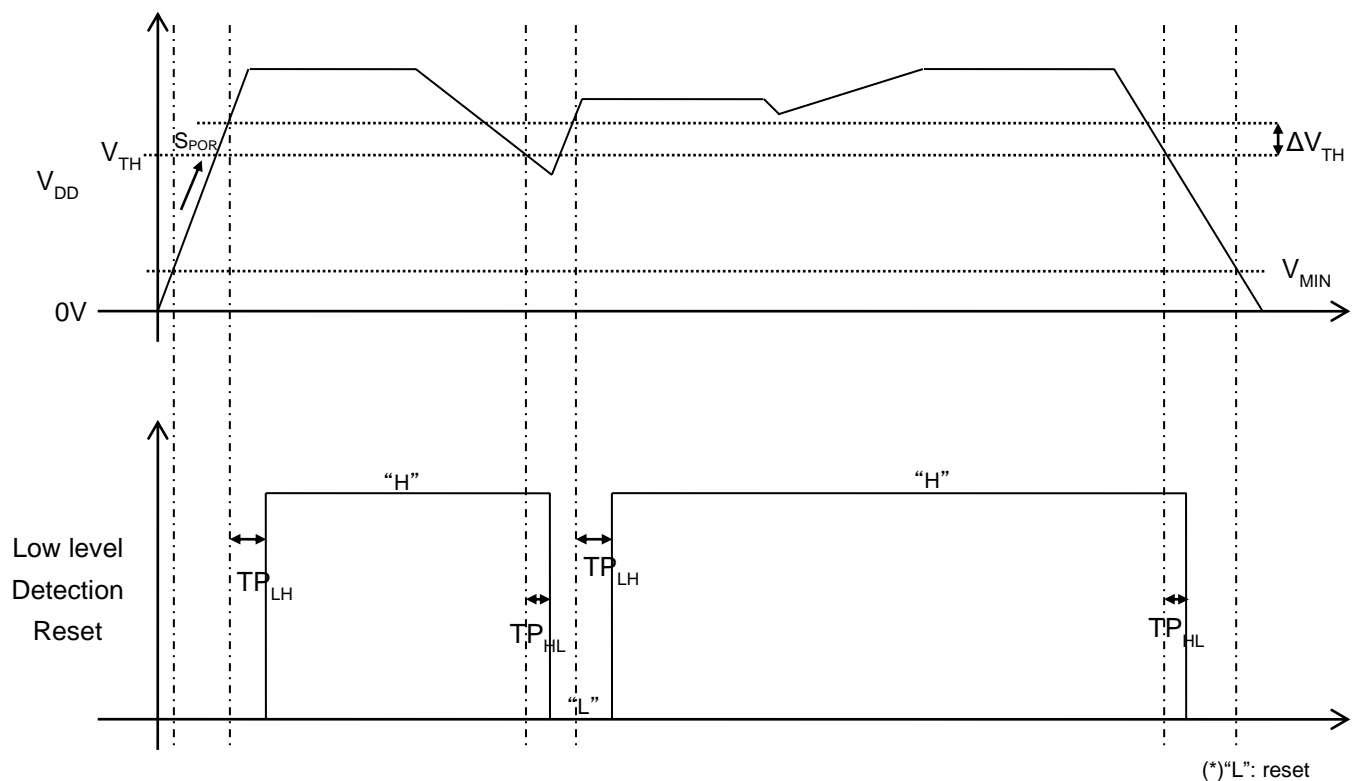 S_POR
V_TH
ΔV_TH
V_DD
V_MIN
0V
“H”
“H”
Low level
Detection
Reset
TP_LH
TP_LH
TP_HL
TP_HL
“L”
(*)“L”: reset